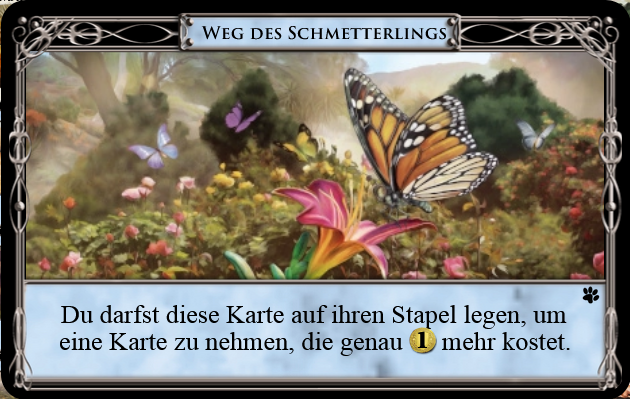 WEG DES SCHMETTERLINGS
Du darfst diese Karte auf ihren Stapel legen, um
eine Karte zu nehmen, die genau 1 mehr kostet.